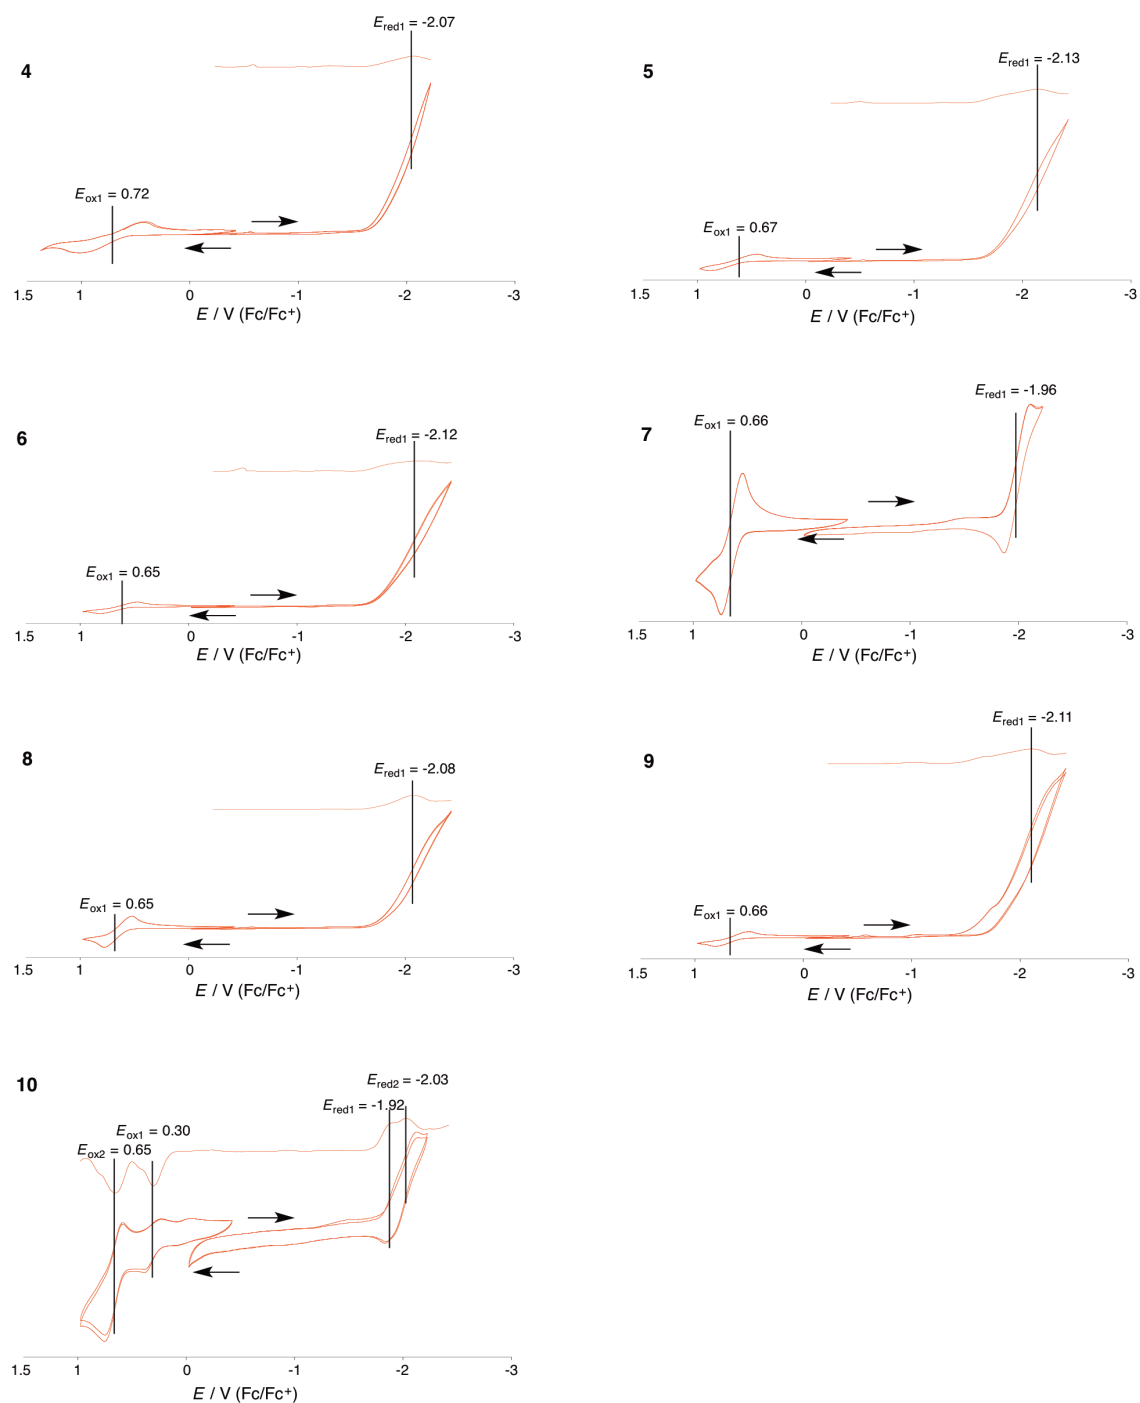 4
E_red1 = -2.07
E_ox1 = 0.72
1.5 1 0 -1 -2 -3
E / V (Fc/Fc+)
5
E_red1 = -2.13
E_ox1 = 0.67
1.5 1 0 -1 -2 -3
E / V (Fc/Fc+)
6
E_red1 = -2.12
E_ox1 = 0.65
1.5 1 0 -1 -2 -3
E / V (Fc/Fc+)
7
E_red1 = -1.96
E_ox1 = 0.66
1.5 1 0 -1 -2 -3
E / V (Fc/Fc+)
8
E_red1 = -2.08
E_ox1 = 0.65
1.5 1 0 -1 -2 -3
E / V (Fc/Fc+)
9
E_red1 = -2.11
E_ox1 = 0.66
1.5 1 0 -1 -2 -3
E / V (Fc/Fc+)
10
E_red2 = -2.03
E_red1 = -1.92
E_ox1 = 0.30
E_ox2 = 0.65
1.5 1 0 -1 -2 -3
E / V (Fc/Fc+)